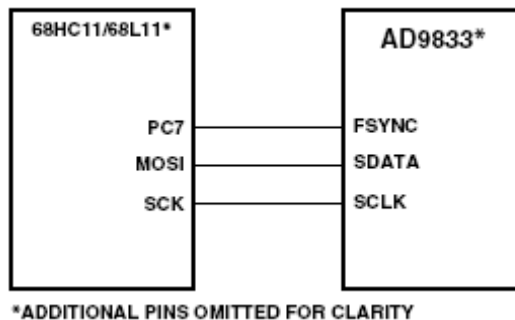 68HC11/68L11*
AD9833*
PC7
FSYNC
MOSI
SDATA
SCK
SCLK
*ADDITIONAL PINS OMITTED FOR CLARITY